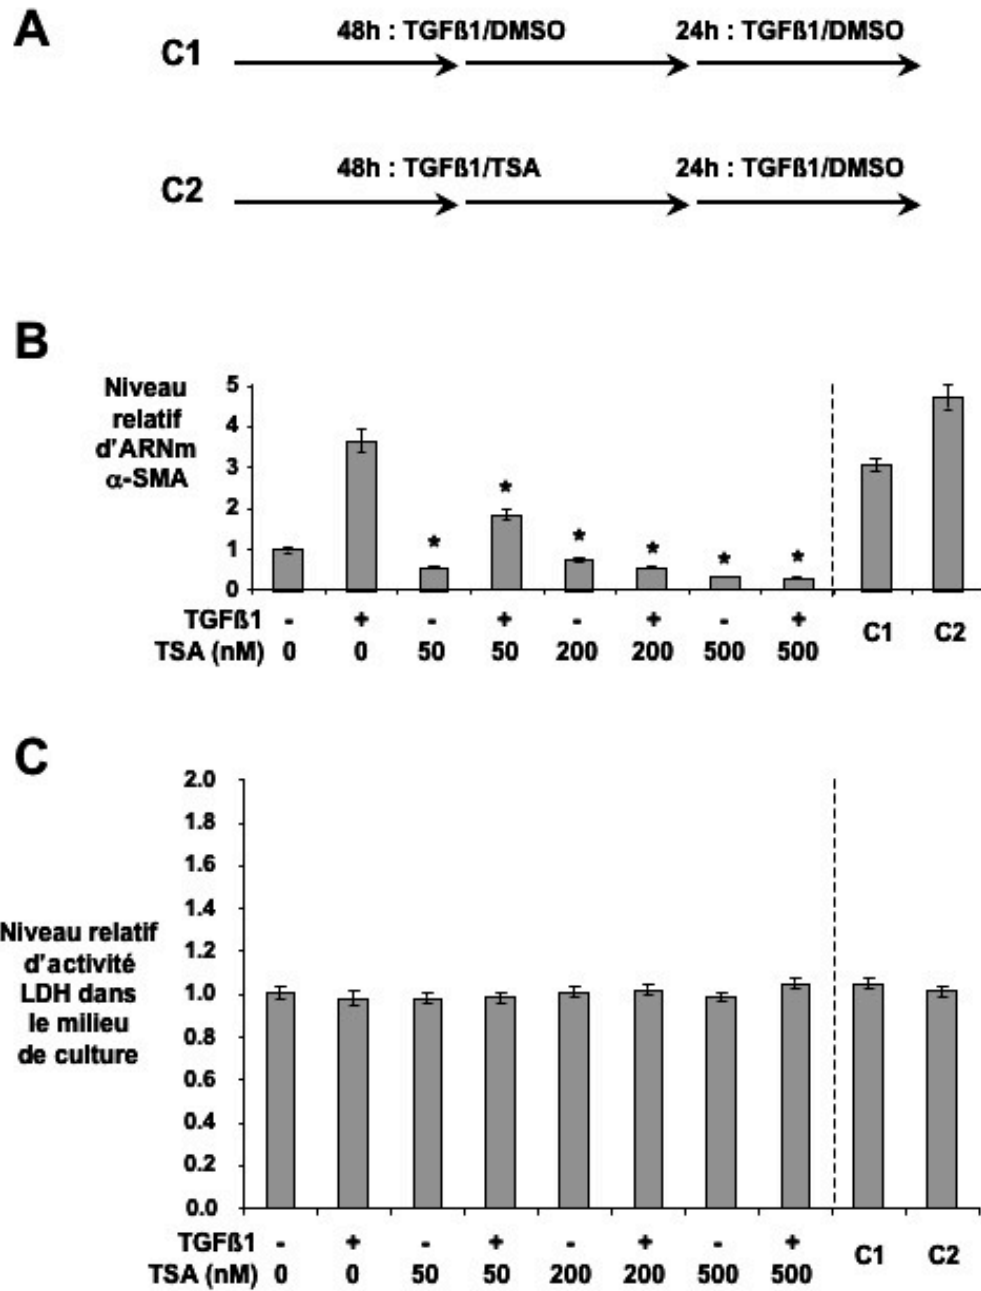 A
48h : TGFß1/DMSO 24h : TGFß1/DMSO
C1
48h : TGFß1/TSA 24h : TGFß1/DMSO
C2
B
Niveau
relatif
d'ARNm
α-SMA
5
4
3
2
1
0
* * * * * *
TGFß1 - + - + - + - +
TSA (nM) 0 0 50 50 200 200 500 500
C1 C2
C
2.0
1.8
1.6
1.4
1.2
1.0
0.8
0.6
0.4
0.2
0.0
Niveau relatif
d'activité
LDH dans
le milieu
de culture
TGFß1 - + - + - + - +
TSA (nM) 0 0 50 50 200 200 500 500
C1 C2